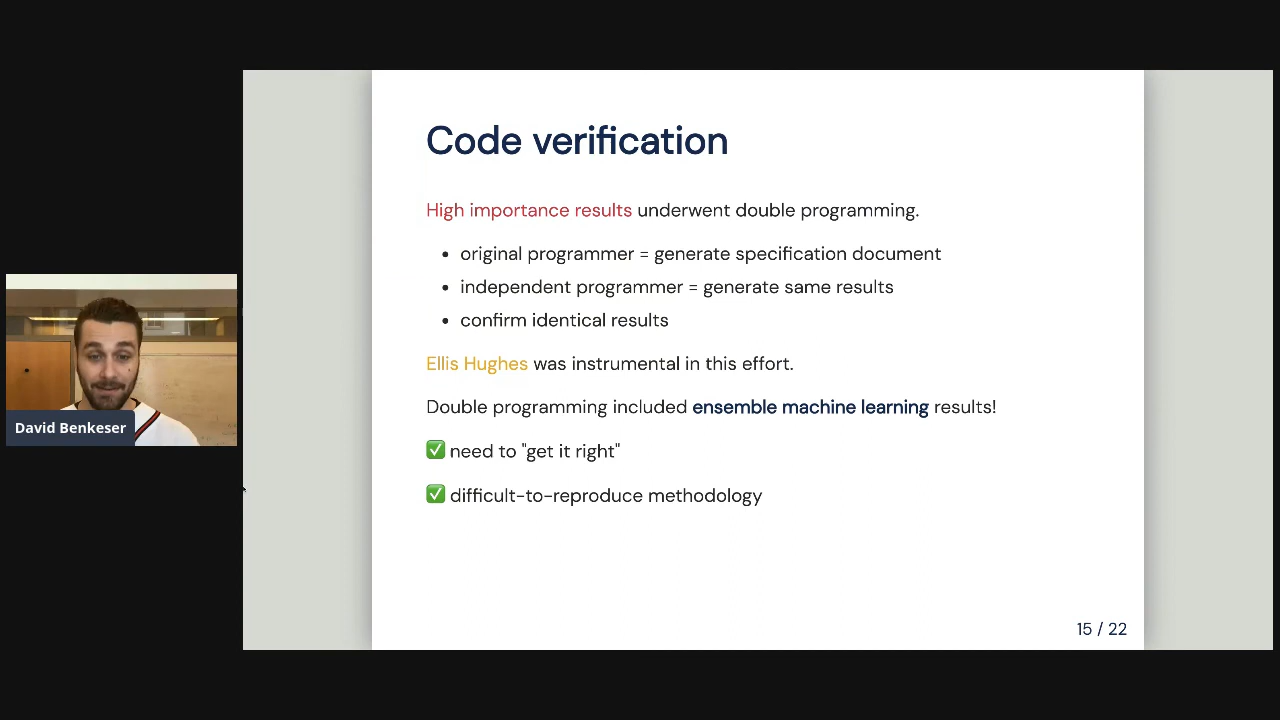 Code verification
High importance results underwent double programming.
• original programmer = generate specification document
• independent programmer = generate same results
• confirm identical results
Ellis Hughes was instrumental in this effort.
Double programming included ensemble machine learning results!
✅ need to "get it right"
✅ difficult-to-reproduce methodology
15 / 22
David Benkeser